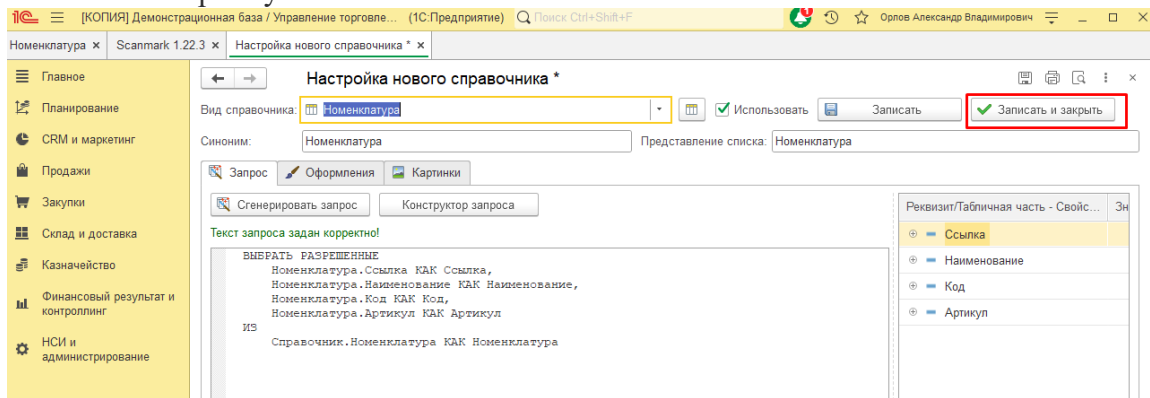 1С [КОПИЯ] Демонстрационная база / Управление торговле... (1С:Предприятие) Поиск Ctrl+Shift+F Орлов Александр Владимирович
Номенклатура × Scanmark 1.22.3 × Настройка нового справочника * ×
Главное
Планирование
CRM и маркетинг
Продажи
Закупки
Склад и доставка
Казначейство
Финансовый результат и
контроллинг
НСИ и
администрирование
Настройка нового справочника *
Вид справочника: Номенклатура Использовать Записать Записать и закрыть
Синоним: Номенклатура Представление списка: Номенклатура
Запрос Оформления Картинки
Сгенерировать запрос Конструктор запроса
Текст запроса задан корректно!
ВЫБРАТЬ РАЗРЕШЕННЫЕ
Номенклатура.Ссылка КАК Ссылка,
Номенклатура.Наименование КАК Наименование,
Номенклатура.Код КАК Код,
Номенклатура.Артикул КАК Артикул
ИЗ
Справочник.Номенклатура КАК Номенклатура
Реквизит/Табличная часть - Свойс... Зн
Ссылка
Наименование
Код
Артикул